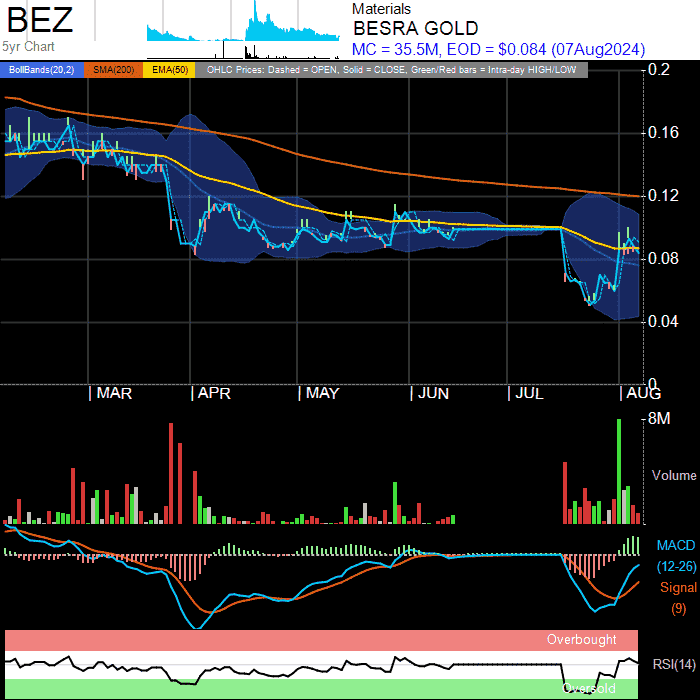 BEZ
5yr Chart
Materials
BESRA GOLD
MC = 35.5M, EOD = $0.084 (07Aug2024)
BollBands(20,2) SMA(200) EMA(50) OHLC Prices: Dashed = OPEN, Solid = CLOSE, Green/Red bars = Intra-day HIGH/LOW
0.2
0.16
0.12
0.08
0.04
0
MAR APR MAY JUN JUL AUG
8M
Volume
MACD
(12-26)
Signal
(9)
Overbought
RSI(14)
Oversold